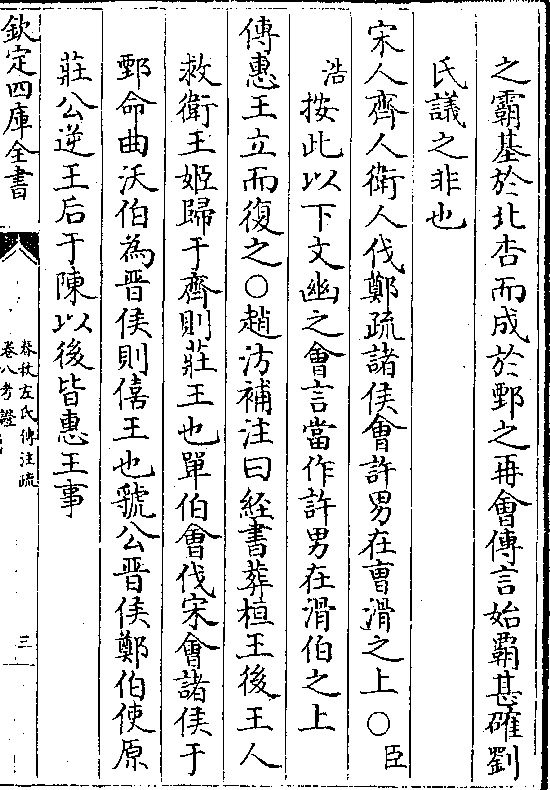 之霸基於北杏而成於鄄之再會傳言始霸甚確劉
氏議之非也
宋人齊人衛人伐鄭疏諸侯會許男在曹滑之上○臣
浩按此以下文幽之會言當作許男在滑伯之上
傳惠王立而復之○趙汸補注曰經書葬桓王後王人
救衛王姬歸于齊則莊王也單伯會伐宋會諸侯于
鄄命曲沃伯為晉侯則僖王也虢公晉侯鄭伯使原
莊公逆王后于陳以後皆惠王事
欽定四庫全書
春秋左氏傳注疏
卷八考證
三